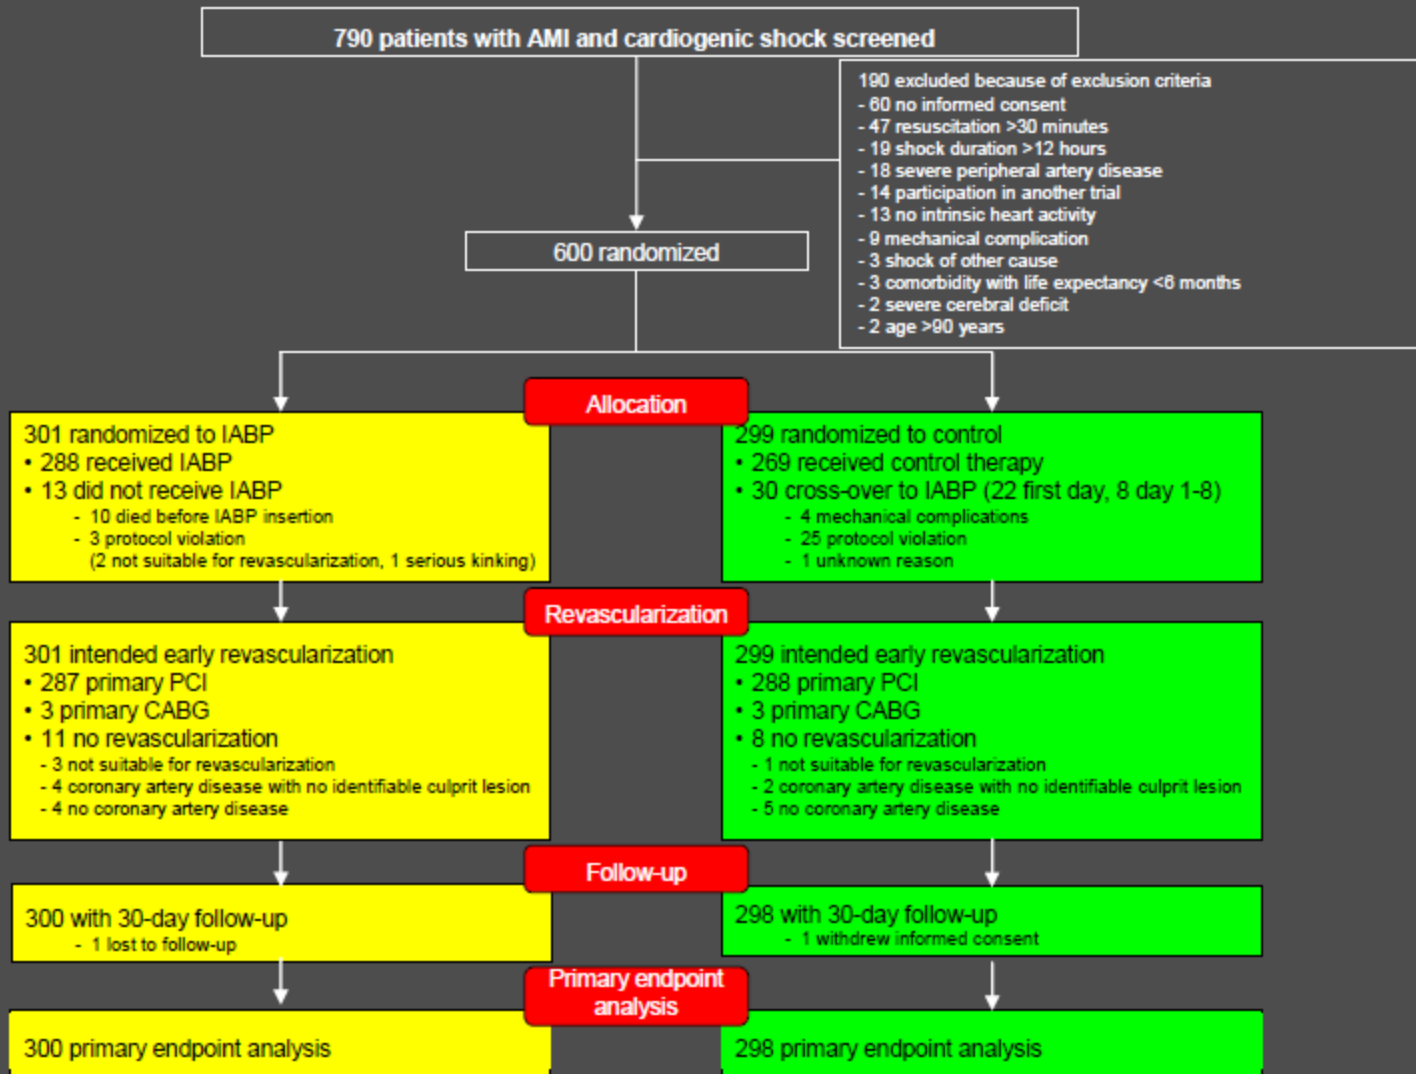 790 patients with AMI and cardiogenic shock screened
190 excluded because of exclusion criteria
- 60 no informed consent
- 47 resuscitation >30 minutes
- 19 shock duration >12 hours
- 18 severe peripheral artery disease
- 14 participation in another trial
- 13 no intrinsic heart activity
- 9 mechanical complication
- 3 shock of other cause
- 3 comorbidity with life expectancy <6 months
- 2 severe cerebral deficit
- 2 age >90 years
600 randomized
Allocation
301 randomized to IABP
• 288 received IABP
• 13 did not receive IABP
- 10 died before IABP insertion
- 3 protocol violation
(2 not suitable for revascularization, 1 serious kinking)
299 randomized to control
• 269 received control therapy
• 30 cross-over to IABP (22 first day, 8 day 1-8)
- 4 mechanical complications
- 25 protocol violation
- 1 unknown reason
Revascularization
301 intended early revascularization
• 287 primary PCI
• 3 primary CABG
• 11 no revascularization
- 3 not suitable for revascularization
- 4 coronary artery disease with no identifiable culprit lesion
- 4 no coronary artery disease
299 intended early revascularization
• 288 primary PCI
• 3 primary CABG
• 8 no revascularization
- 1 not suitable for revascularization
- 2 coronary artery disease with no identifiable culprit lesion
- 5 no coronary artery disease
Follow-up
300 with 30-day follow-up
- 1 lost to follow-up
298 with 30-day follow-up
- 1 withdrew informed consent
Primary endpoint
analysis
300 primary endpoint analysis
298 primary endpoint analysis